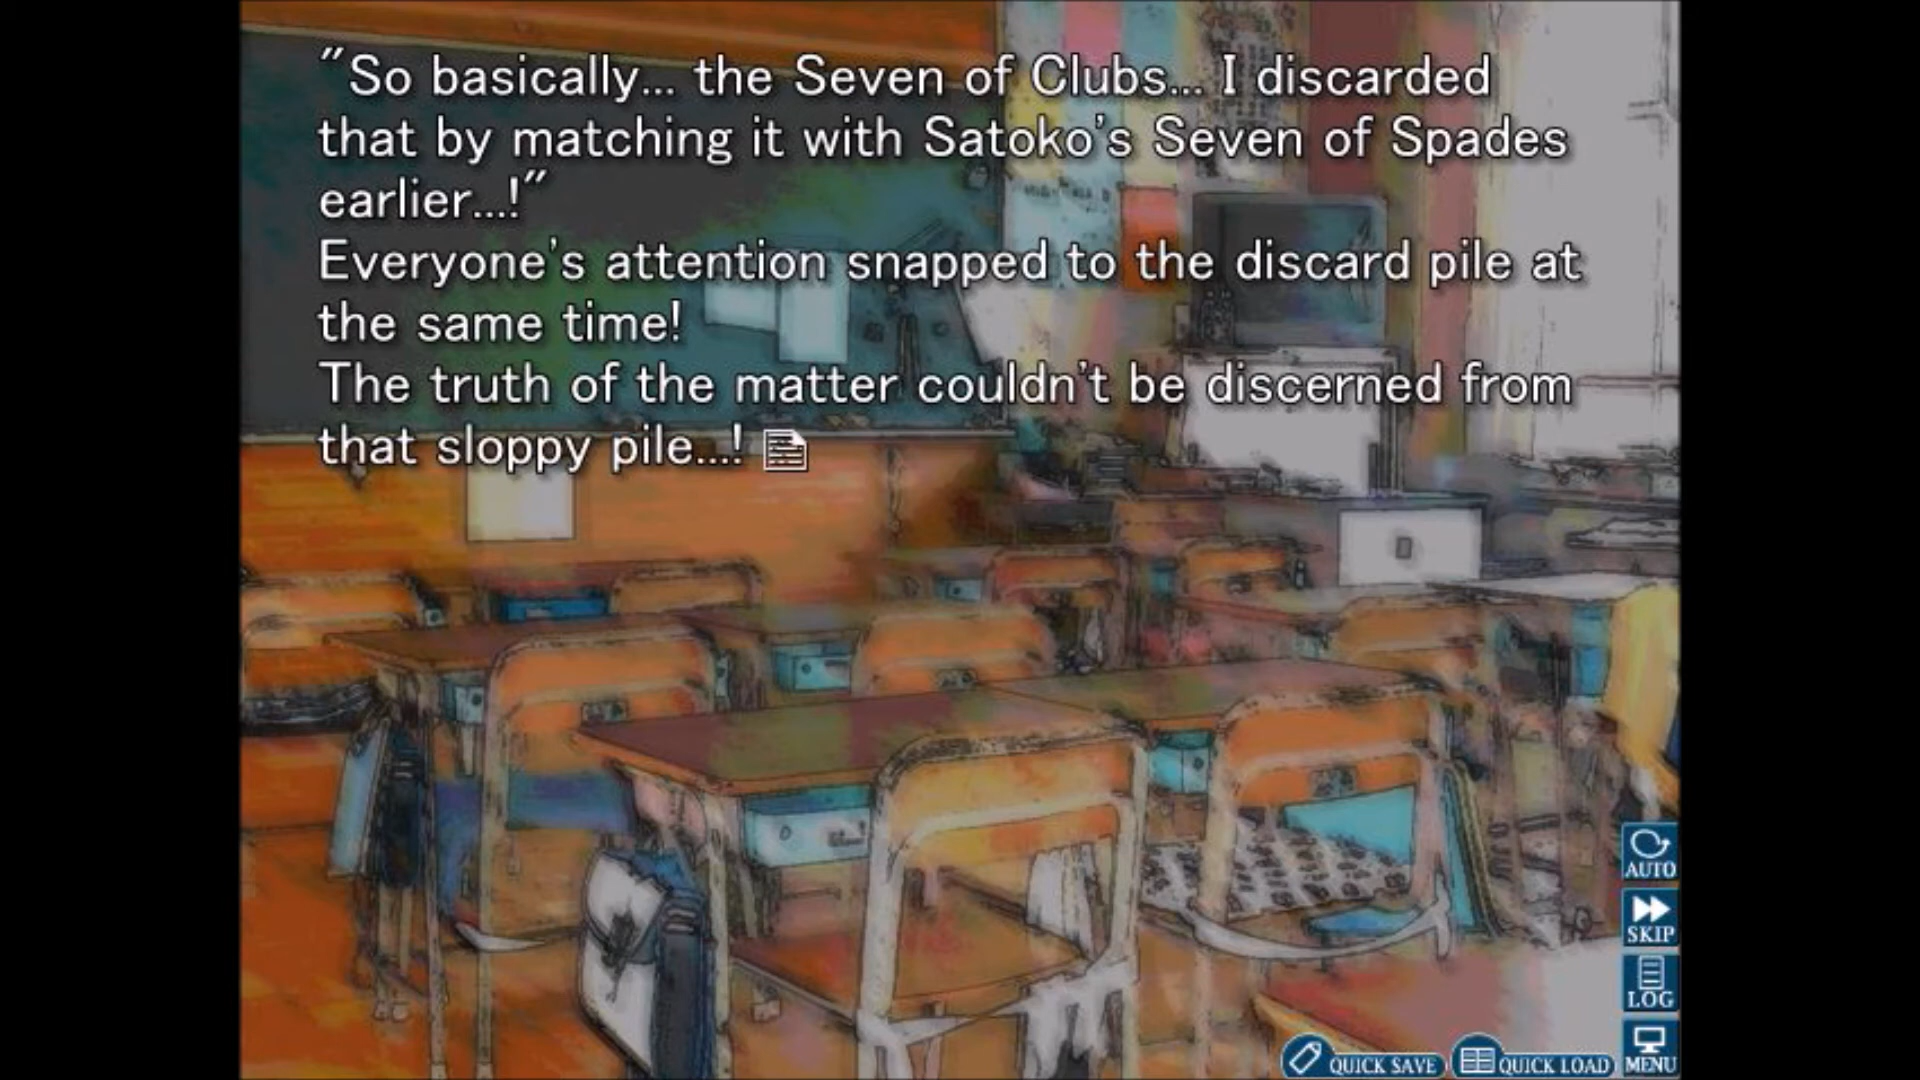 "So basically... the Seven of Clubs... I discarded
that by matching it with Satoko's Seven of Spades
earlier...!"
Everyone's attention snapped to the discard pile at
the same time!
The truth of the matter couldn't be discerned from
that sloppy pile...!
AUTO
SKIP
LOG
MENU
QUICK SAVE
QUICK LOAD